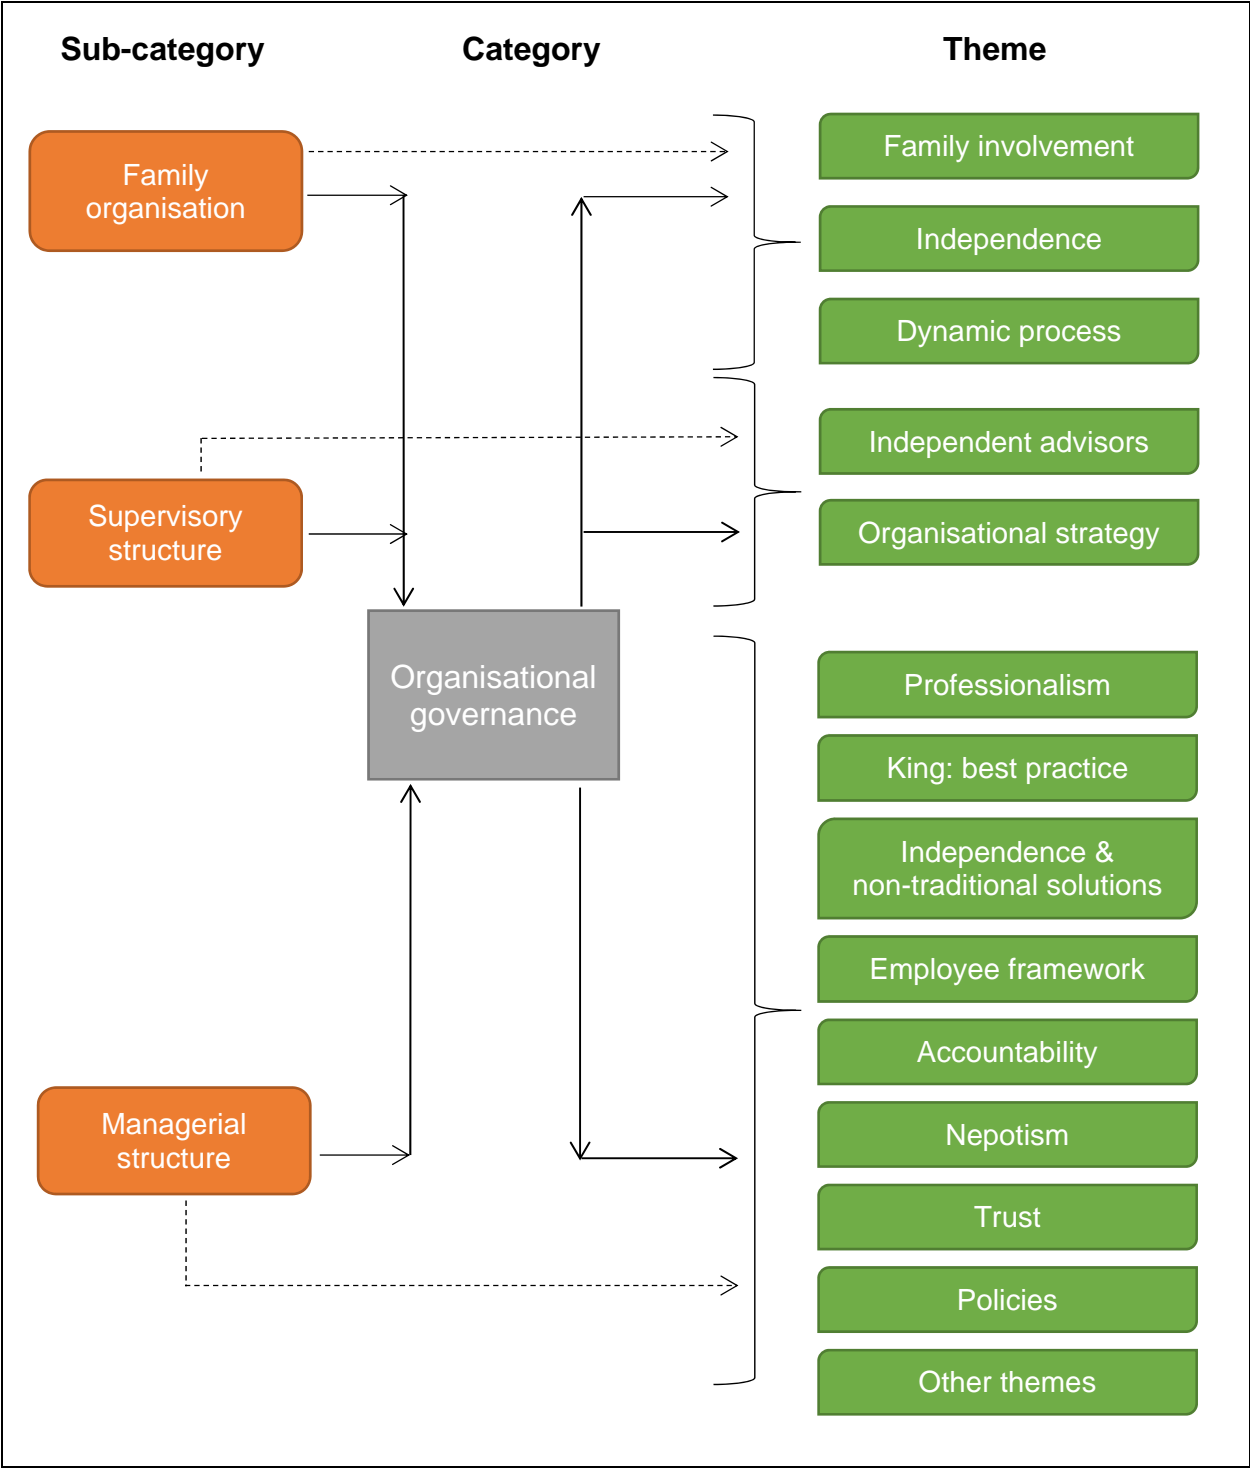 Sub-category
Category
Theme
Family
organisation
Supervisory
structure
Managerial
structure
Organisational
governance
Family involvement
Independence
Dynamic process
Independent advisors
Organisational strategy
Professionalism
King: best practice
Independence &
non-traditional solutions
Employee framework
Accountability
Nepotism
Trust
Policies
Other themes